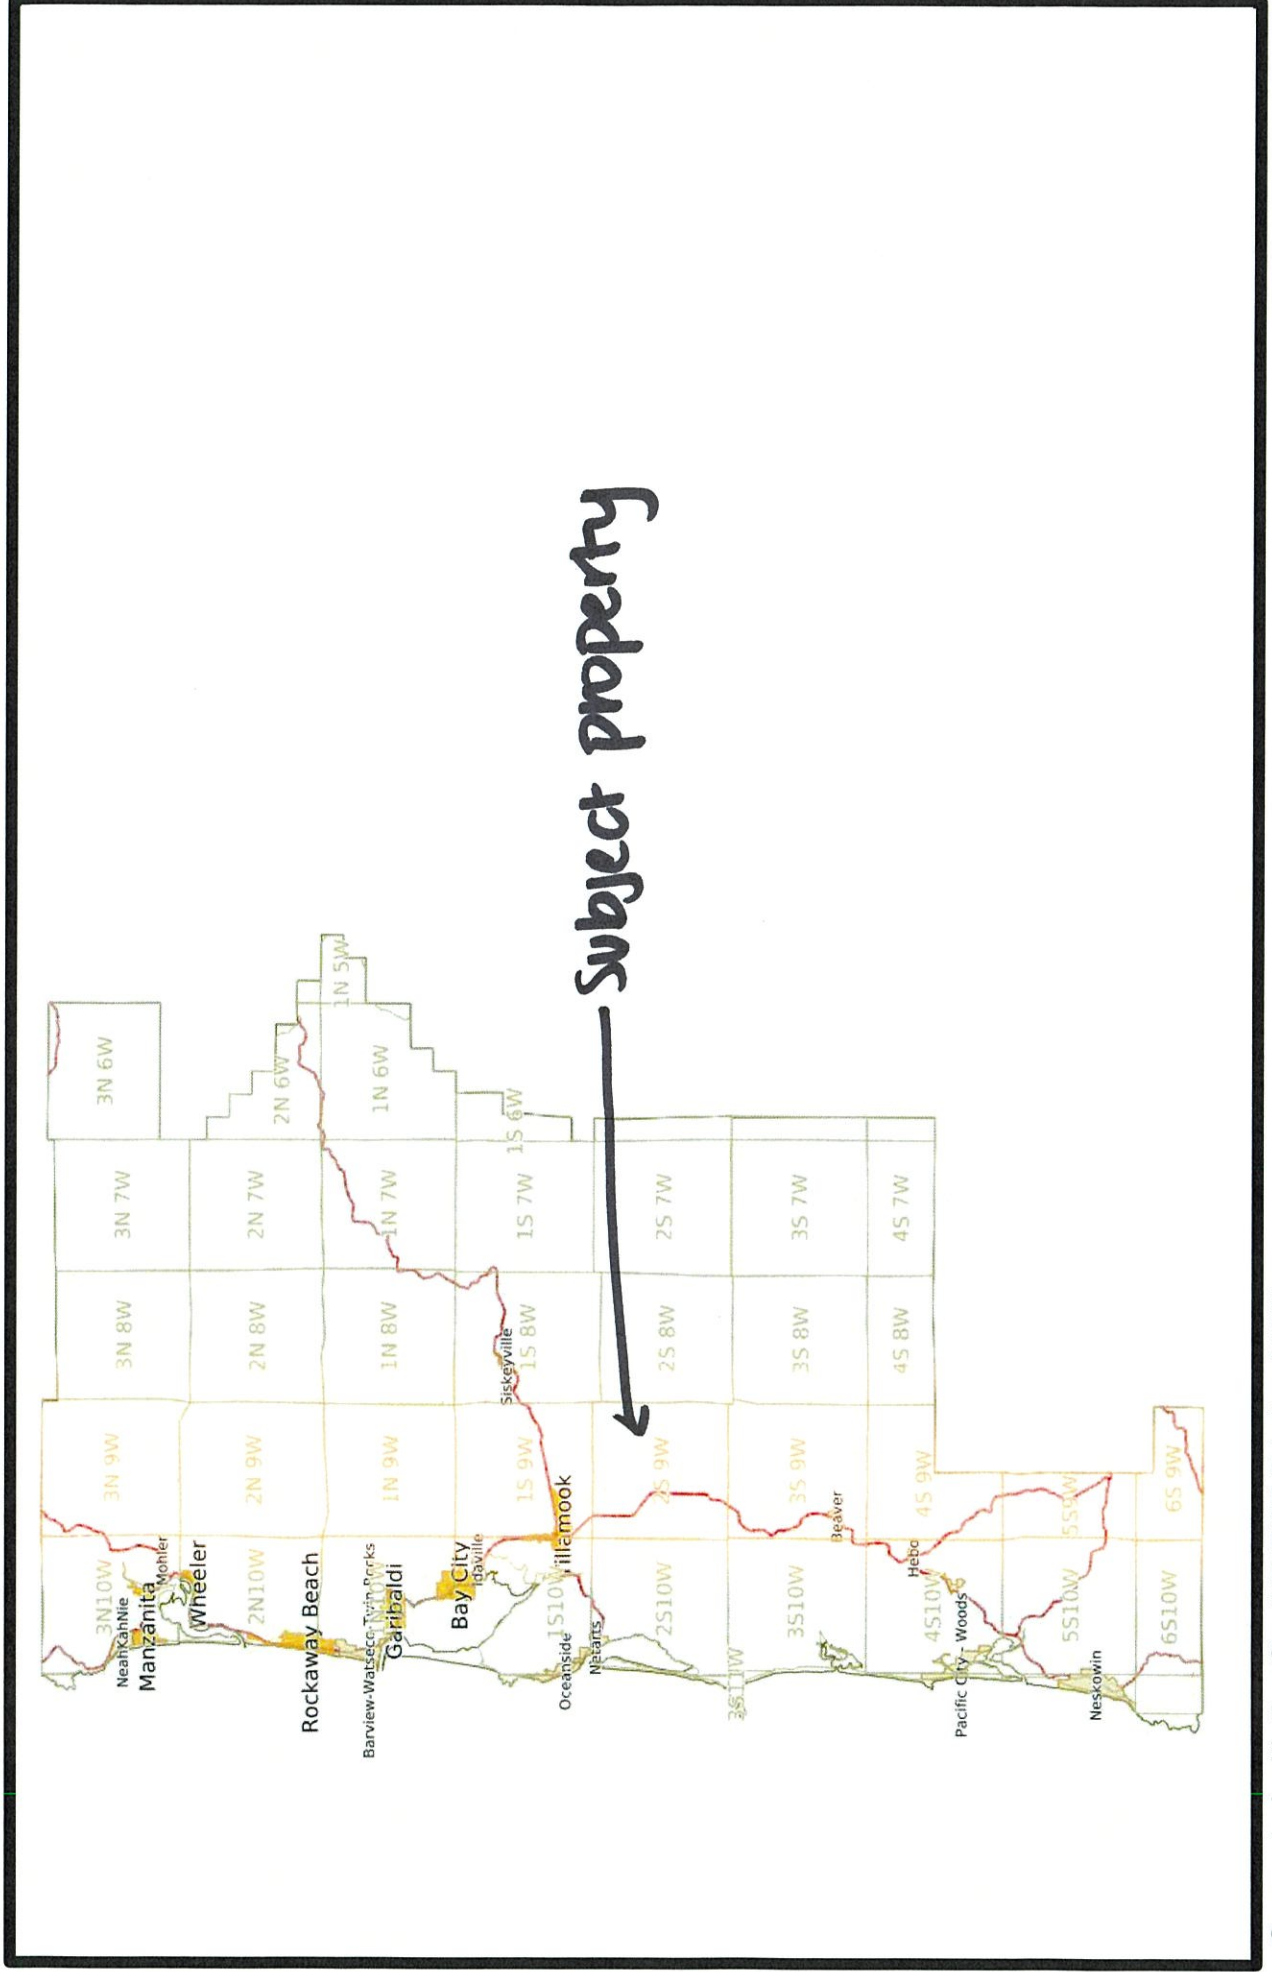 3N10W
3N 9W
3N 8W
3N 7W
3N 6W
NeahKahNie
Manzanita
Mohler
Wheeler
2N10W
2N 9W
2N 8W
2N 7W
2N 6W
Rockaway Beach
1N 5W
Barview-Watseco-Twin Rocks
Garibaldi
1N 9W
1N 8W
1N 7W
1N 6W
Bay City
Idaville
Siskeyville
1S10W
1S 9W
1S 8W
1S 7W
1S 6W
Tillamook
Oceanside
Netarts
Subject property
2S10W
2S 9W
2S 8W
2S 7W
3S11W
3S10W
3S 9W
3S 8W
3S 7W
Beaver
Hebo
4S10W
4S 9W
4S 8W
4S 7W
Pacific City - Woods
5S10W
5S9W
Neskowin
6S10W
6S 9W